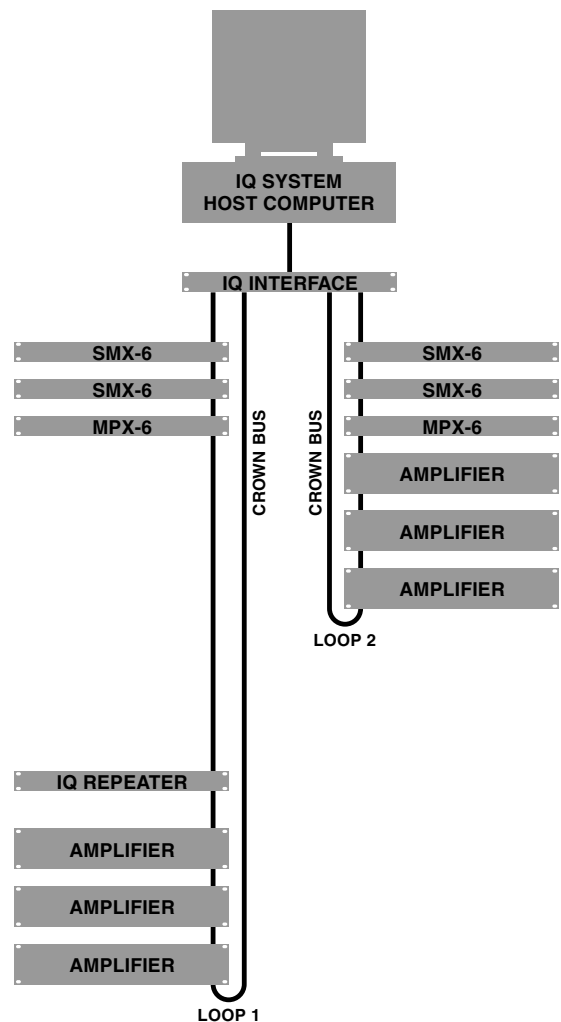 IQ SYSTEM
HOST COMPUTER
IQ INTERFACE
SMX-6
SMX-6
MPX-6
CROWN BUS
IQ REPEATER
AMPLIFIER
AMPLIFIER
AMPLIFIER
LOOP 1
CROWN BUS
SMX-6
SMX-6
MPX-6
AMPLIFIER
AMPLIFIER
AMPLIFIER
LOOP 2